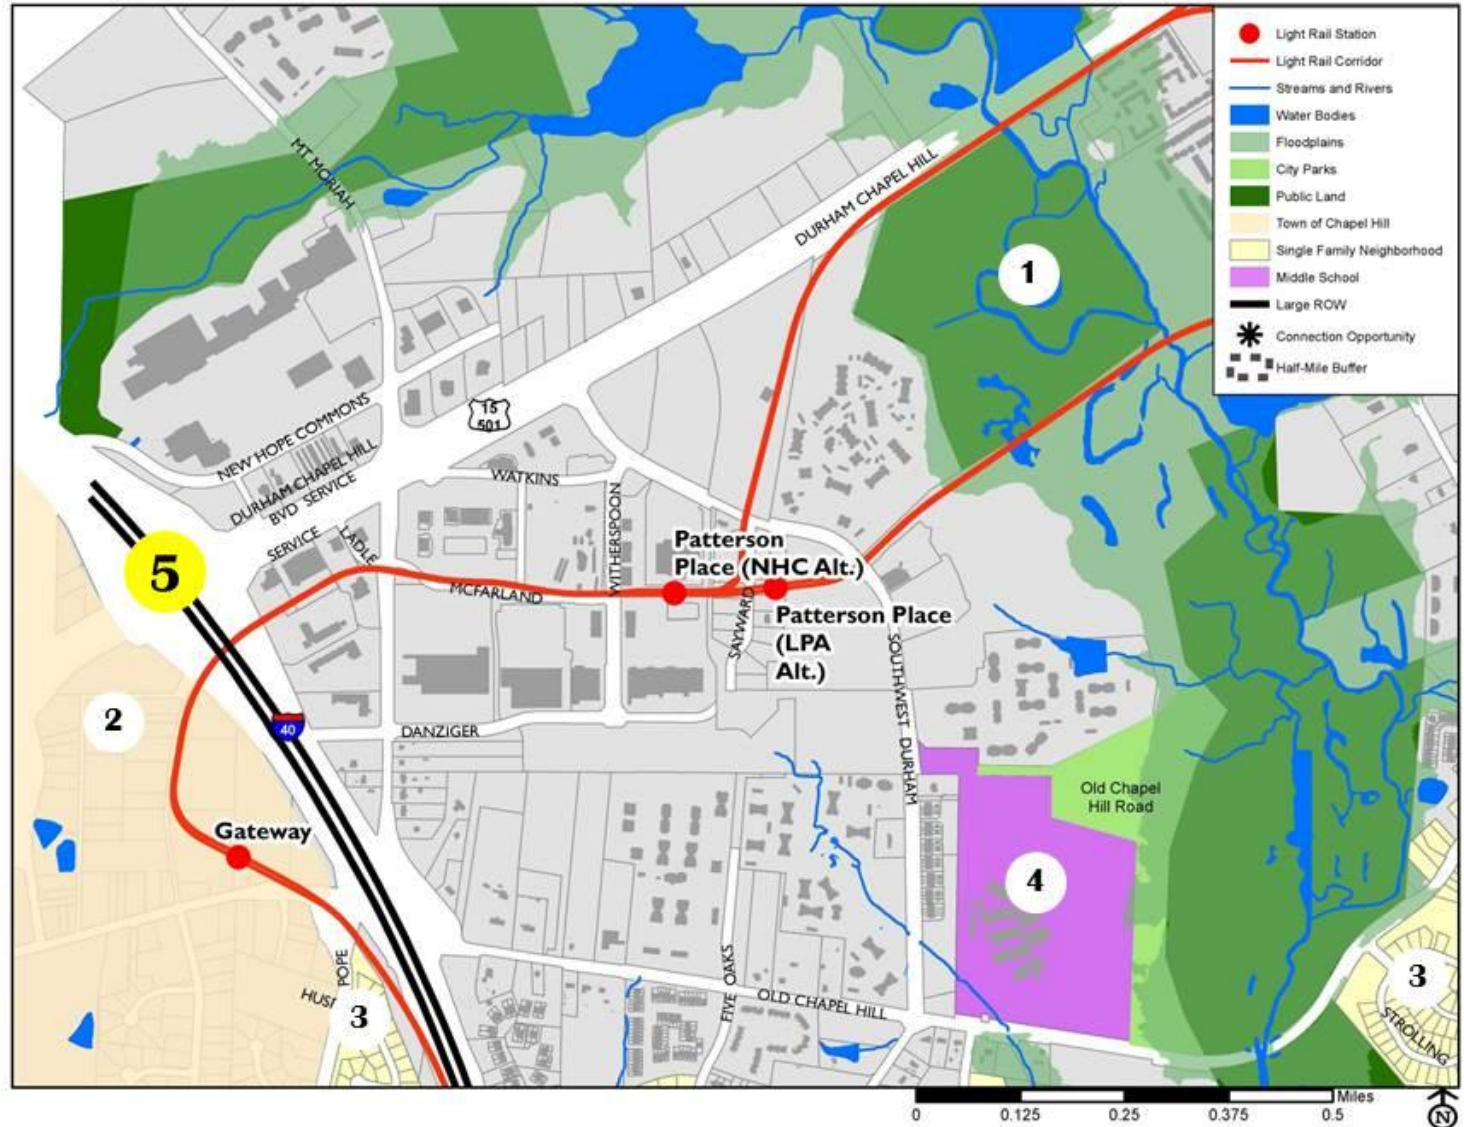 Light Rail Station
Light Rail Corridor
Streams and Rivers
Water Bodies
Floodplains
City Parks
Public Land
Town of Chapel Hill
Single Family Neighborhood
Middle School
Large ROW
Connection Opportunity
Half-Mile Buffer
MT MORIAH
DURHAM CHAPEL HILL
1
15
501
NEW HOPE COMMONS
DURHAM CHAPEL HILL
BVD SERVICE
WATKINS
WITHERSPOON
SERVICE
LADLE
5
Patterson
Place (NHC Alt.)
MCFARLAND
SAYWARD
Patterson Place
(LPA
Alt.)
SOUTHWEST DURHAM
2
40
DANZIGER
Old Chapel
Hill Road
Gateway
4
POPE
HUS
3
FIVE OAKS
OLD CHAPEL HILL
3
STROLLING
Miles
0 0.125 0.25 0.375 0.5
N